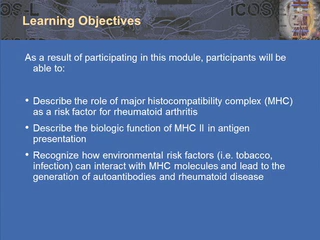 OS-L
iCOS
Learning Objectives
As a result of participating in this module, participants will be
able to:
• Describe the role of major histocompatibility complex (MHC)
as a risk factor for rheumatoid arthritis
• Describe the biologic function of MHC II in antigen
presentation
• Recognize how environmental risk factors (i.e. tobacco,
infection) can interact with MHC molecules and lead to the
generation of autoantibodies and rheumatoid disease